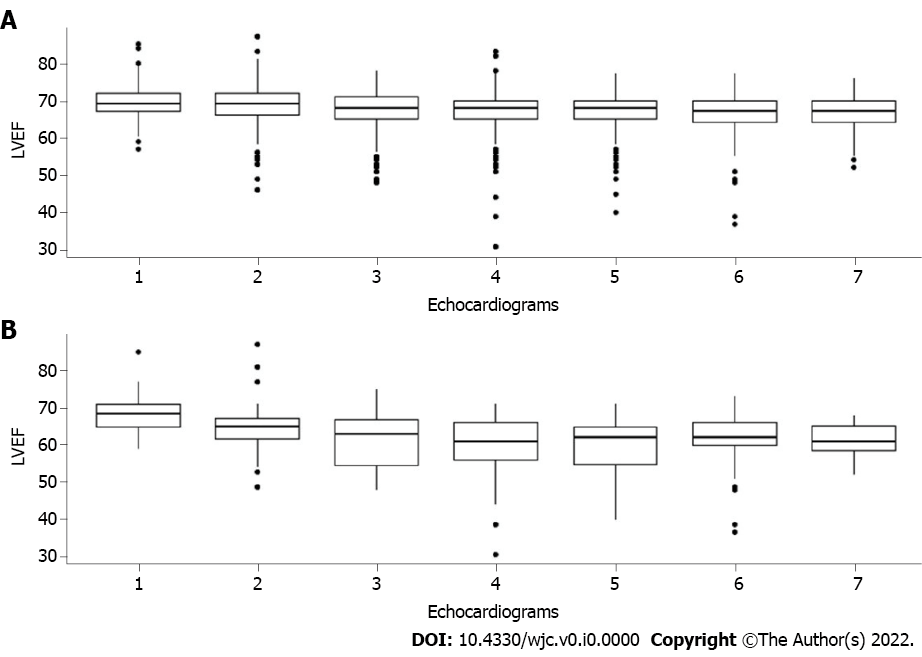 A
80
70
60
50
40
30
LVEF
1 2 3 4 5 6 7
Echocardiograms
B
80
70
60
50
40
30
LVEF
1 2 3 4 5 6 7
Echocardiograms
DOI: 10.4330/wjc.v0.i0.0000 Copyright ©The Author(s) 2022.